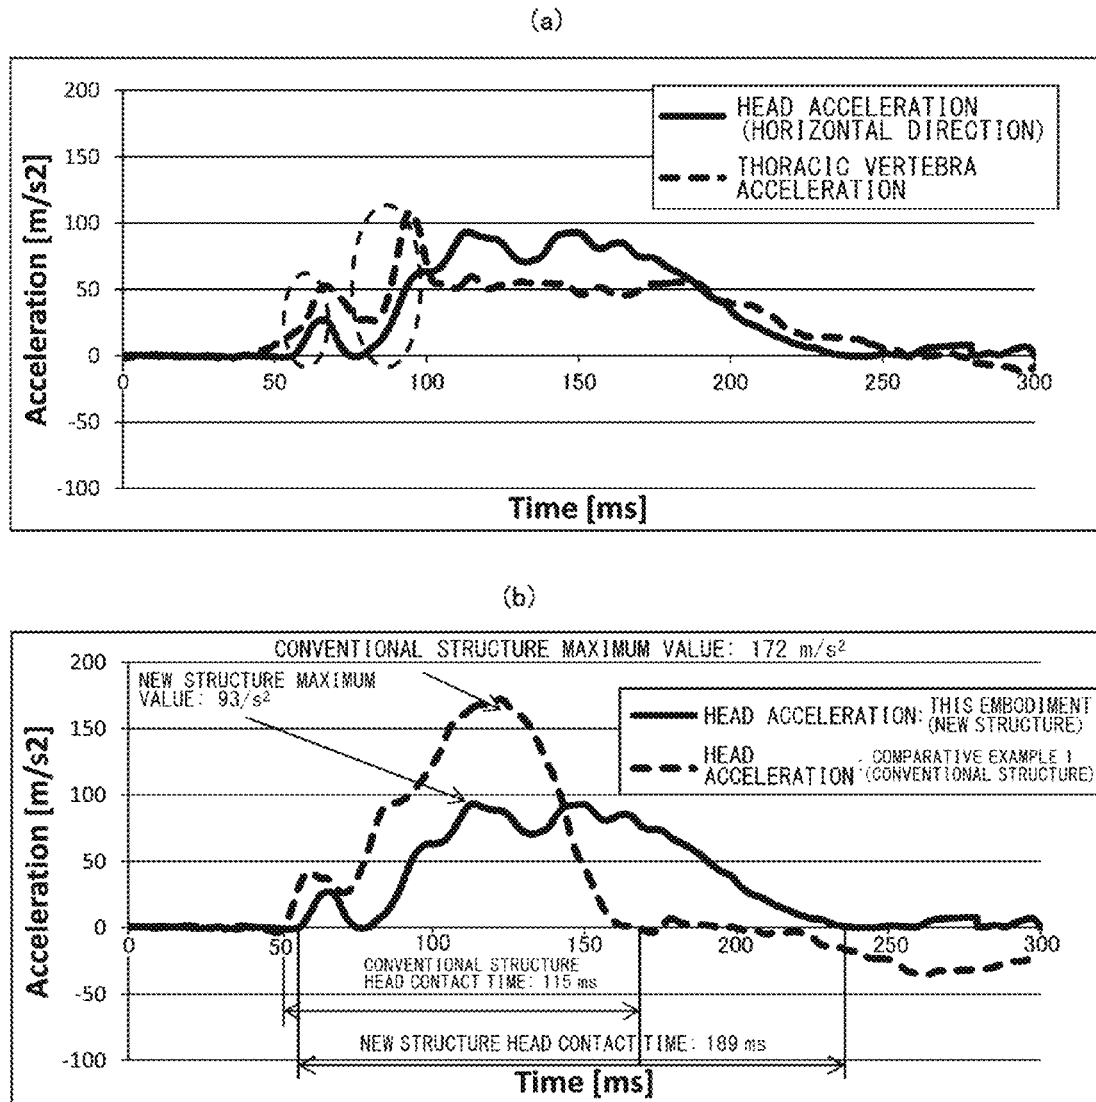 (a)
200
150
100
50
0
-50
-100
Acceleration [m/s2]
HEAD ACCELERATION
(HORIZONTAL DIRECTION)
THORACIC VERTEBRA
ACCELERATION
0 50 100 150 200 250 300
Time [ms]
(b)
CONVENTIONAL STRUCTURE MAXIMUM VALUE: 172 m/s²
NEW STRUCTURE MAXIMUM
VALUE: 93/s²
200
150
100
50
0
-50
-100
Acceleration [m/s2]
HEAD ACCELERATION: THIS EMBODIMENT
(NEW STRUCTURE)
HEAD
ACCELERATION
: COMPARATIVE EXAMPLE 1
(CONVENTIONAL STRUCTURE)
0 50 100 150 200 250 300
CONVENTIONAL STRUCTURE
HEAD CONTACT TIME: 115 ms
NEW STRUCTURE HEAD CONTACT TIME: 189 ms
Time [ms]